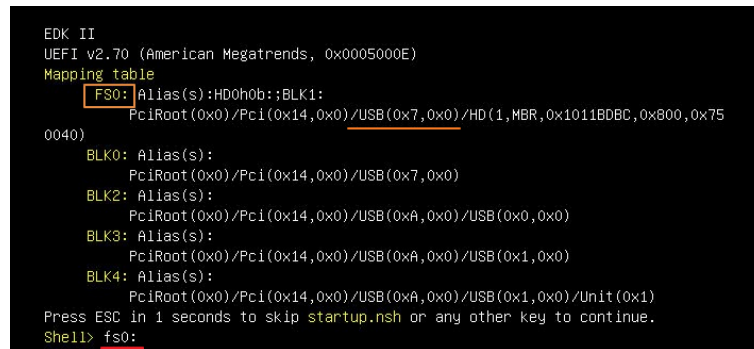 EDK II
UEFI v2.70 (American Megatrends, 0x0005000E)
Mapping table
FS0: Alias(s):HD0h0b:;BLK1:
PciRoot(0x0)/Pci(0x14,0x0)/USB(0x7,0x0)/HD(1,MBR,0x1011BDBC,0x800,0x75
0040)
BLK0: Alias(s):
PciRoot(0x0)/Pci(0x14,0x0)/USB(0x7,0x0)
BLK2: Alias(s):
PciRoot(0x0)/Pci(0x14,0x0)/USB(0xA,0x0)/USB(0x0,0x0)
BLK3: Alias(s):
PciRoot(0x0)/Pci(0x14,0x0)/USB(0xA,0x0)/USB(0x1,0x0)
BLK4: Alias(s):
PciRoot(0x0)/Pci(0x14,0x0)/USB(0xA,0x0)/USB(0x1,0x0)/Unit(0x1)
Press ESC in 1 seconds to skip startup.nsh or any other key to continue.
Shell> fs0: